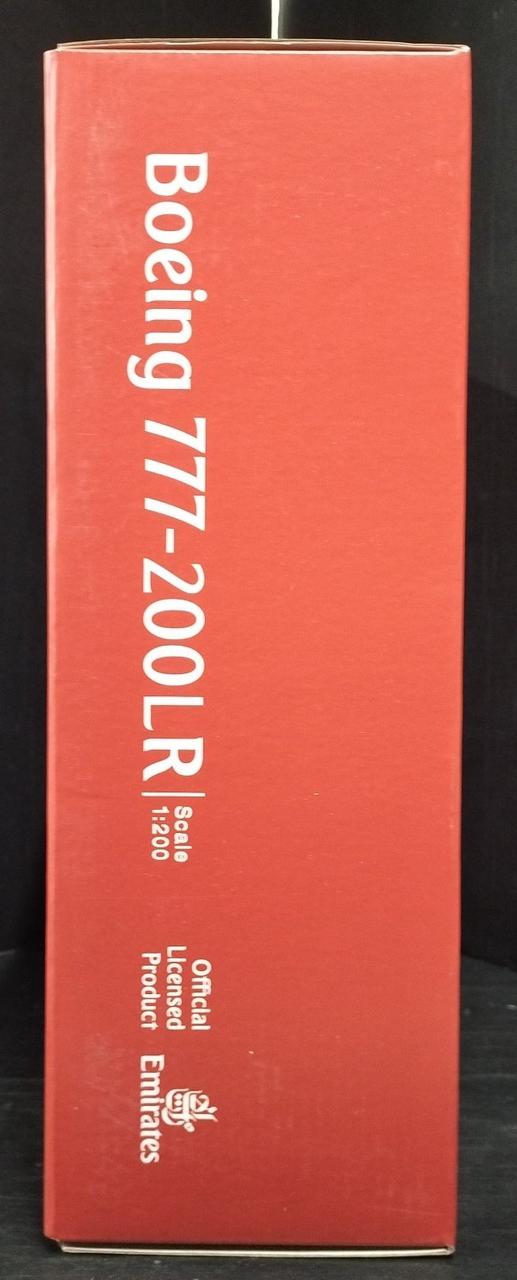 Boeing 777-200LR
Scale
1:200
Official
Licensed
Product
Emirates